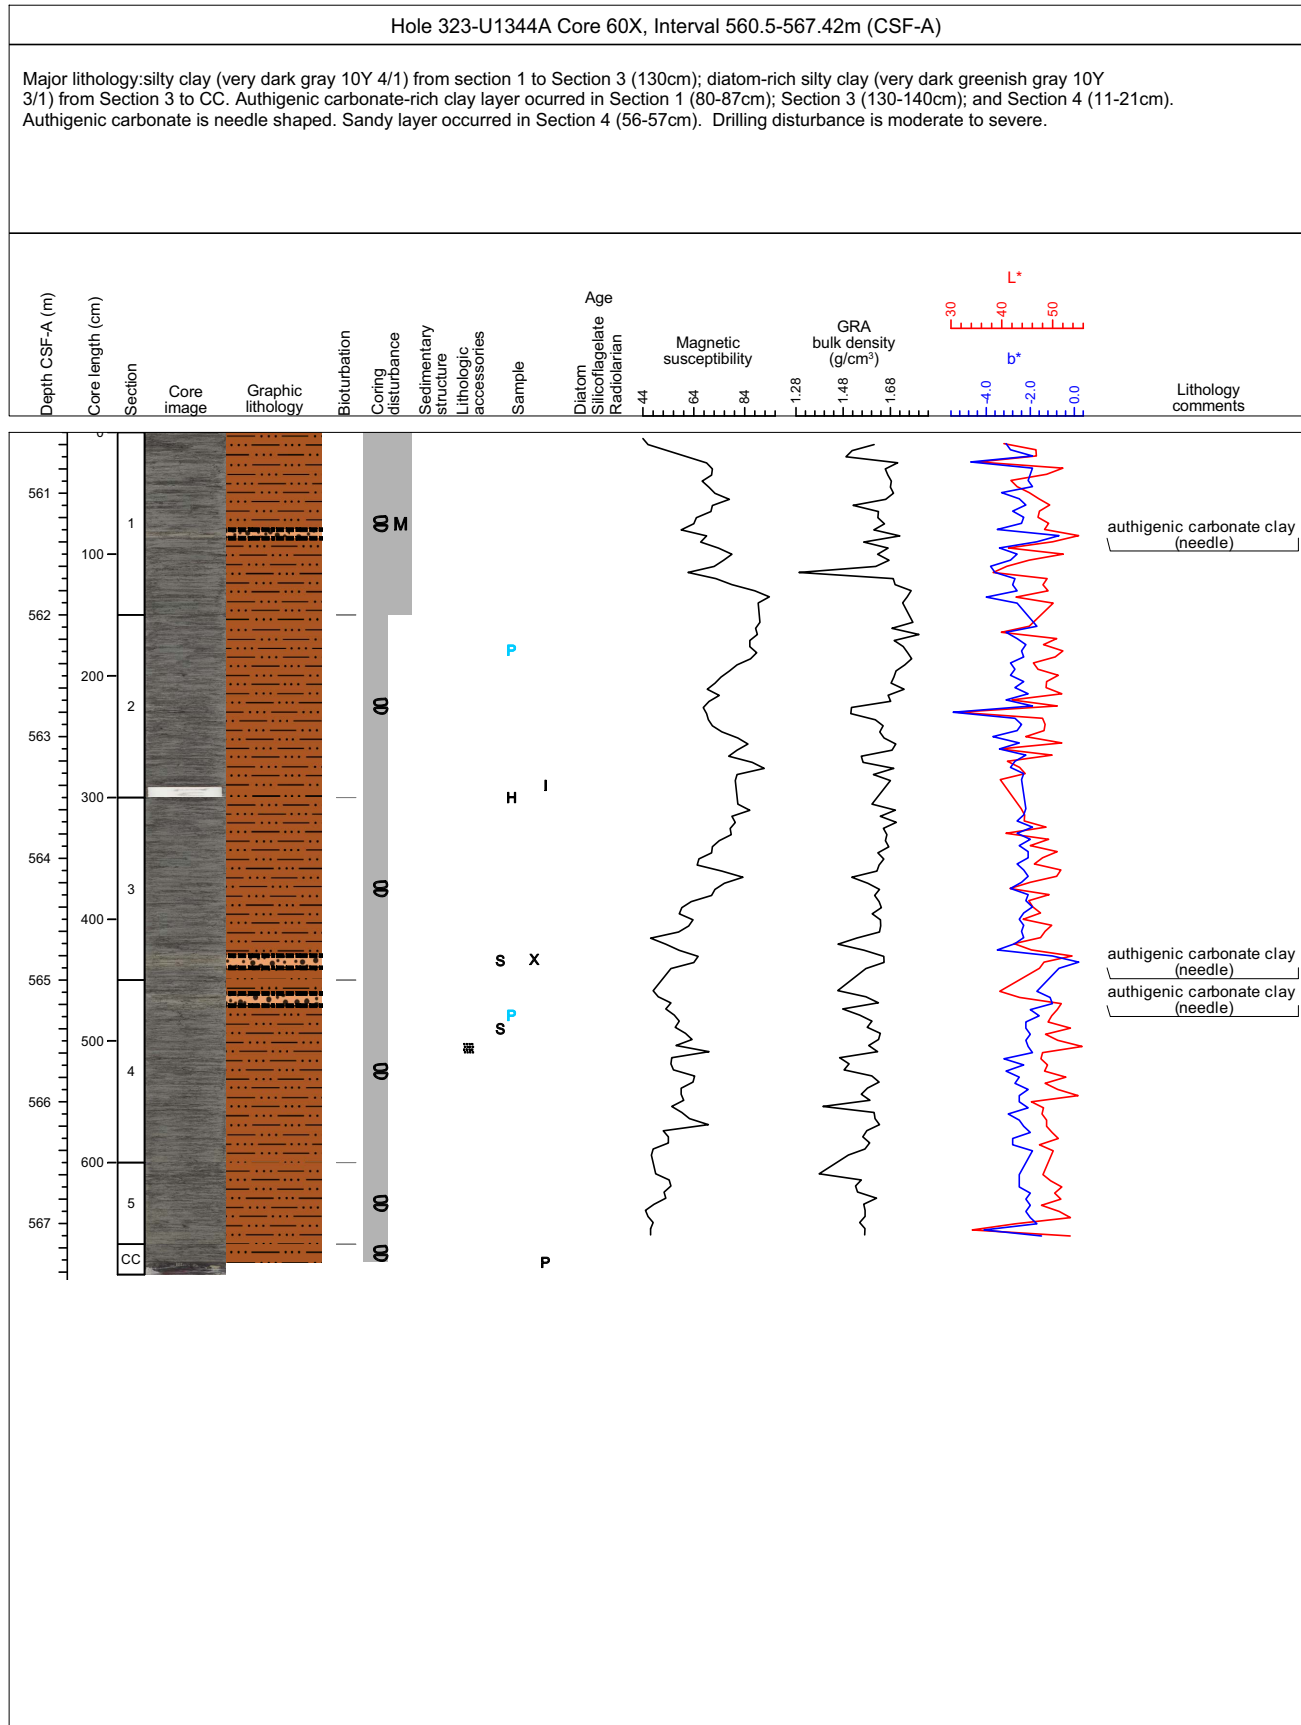 Hole 323-U1344A Core 60X, Interval 560.5-567.42m (CSF-A)
Major lithology:silty clay (very dark gray 10Y 4/1) from section 1 to Section 3 (130cm); diatom-rich silty clay (very dark greenish gray 10Y
3/1) from Section 3 to CC. Authigenic carbonate-rich clay layer ocurred in Section 1 (80-87cm); Section 3 (130-140cm); and Section 4 (11-21cm).
Authigenic carbonate is needle shaped. Sandy layer occurred in Section 4 (56-57cm).  Drilling disturbance is moderate to severe.
Depth CSF-A (m)
Core length (cm)
Section
Core
image
Graphic
lithology
Bioturbation
Coring
disturbance
Sedimentary
structure
Lithologic
accessories
Sample
Age
Diatom
Silicoflagelate
Radiolarian
Magnetic
susceptibility
44 64 84
GRA
bulk density
(g/cm³)
1.28 1.48 1.68
L*
30 40 50
b*
-4.0 -2.0 0.0
Lithology
comments
0
561
1
M
authigenic carbonate clay
(needle)
100
562
P
200
2
563
I
H
300
564
3
400
S X
authigenic carbonate clay
(needle)
565
authigenic carbonate clay
(needle)
P
S
500
4
566
600
5
567
CC
P